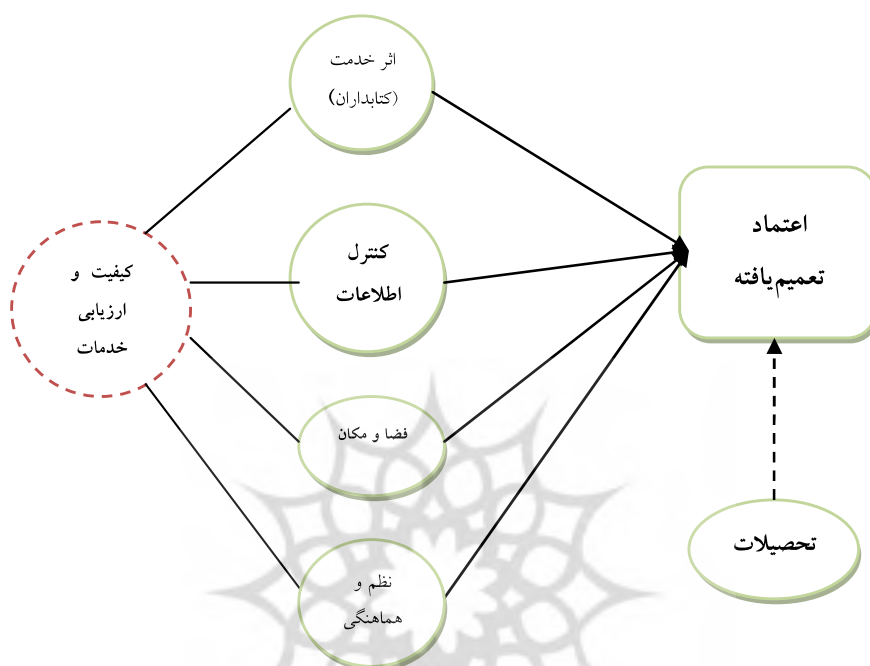 اثر خدمت
(کتابداران)
کنترل
اطلاعات
اعتماد
تعمیم‌یافته
کیفیت و
ارزیابی
خدمات
فضا و مکان
تحصیلات
نظم و
هماهنگی